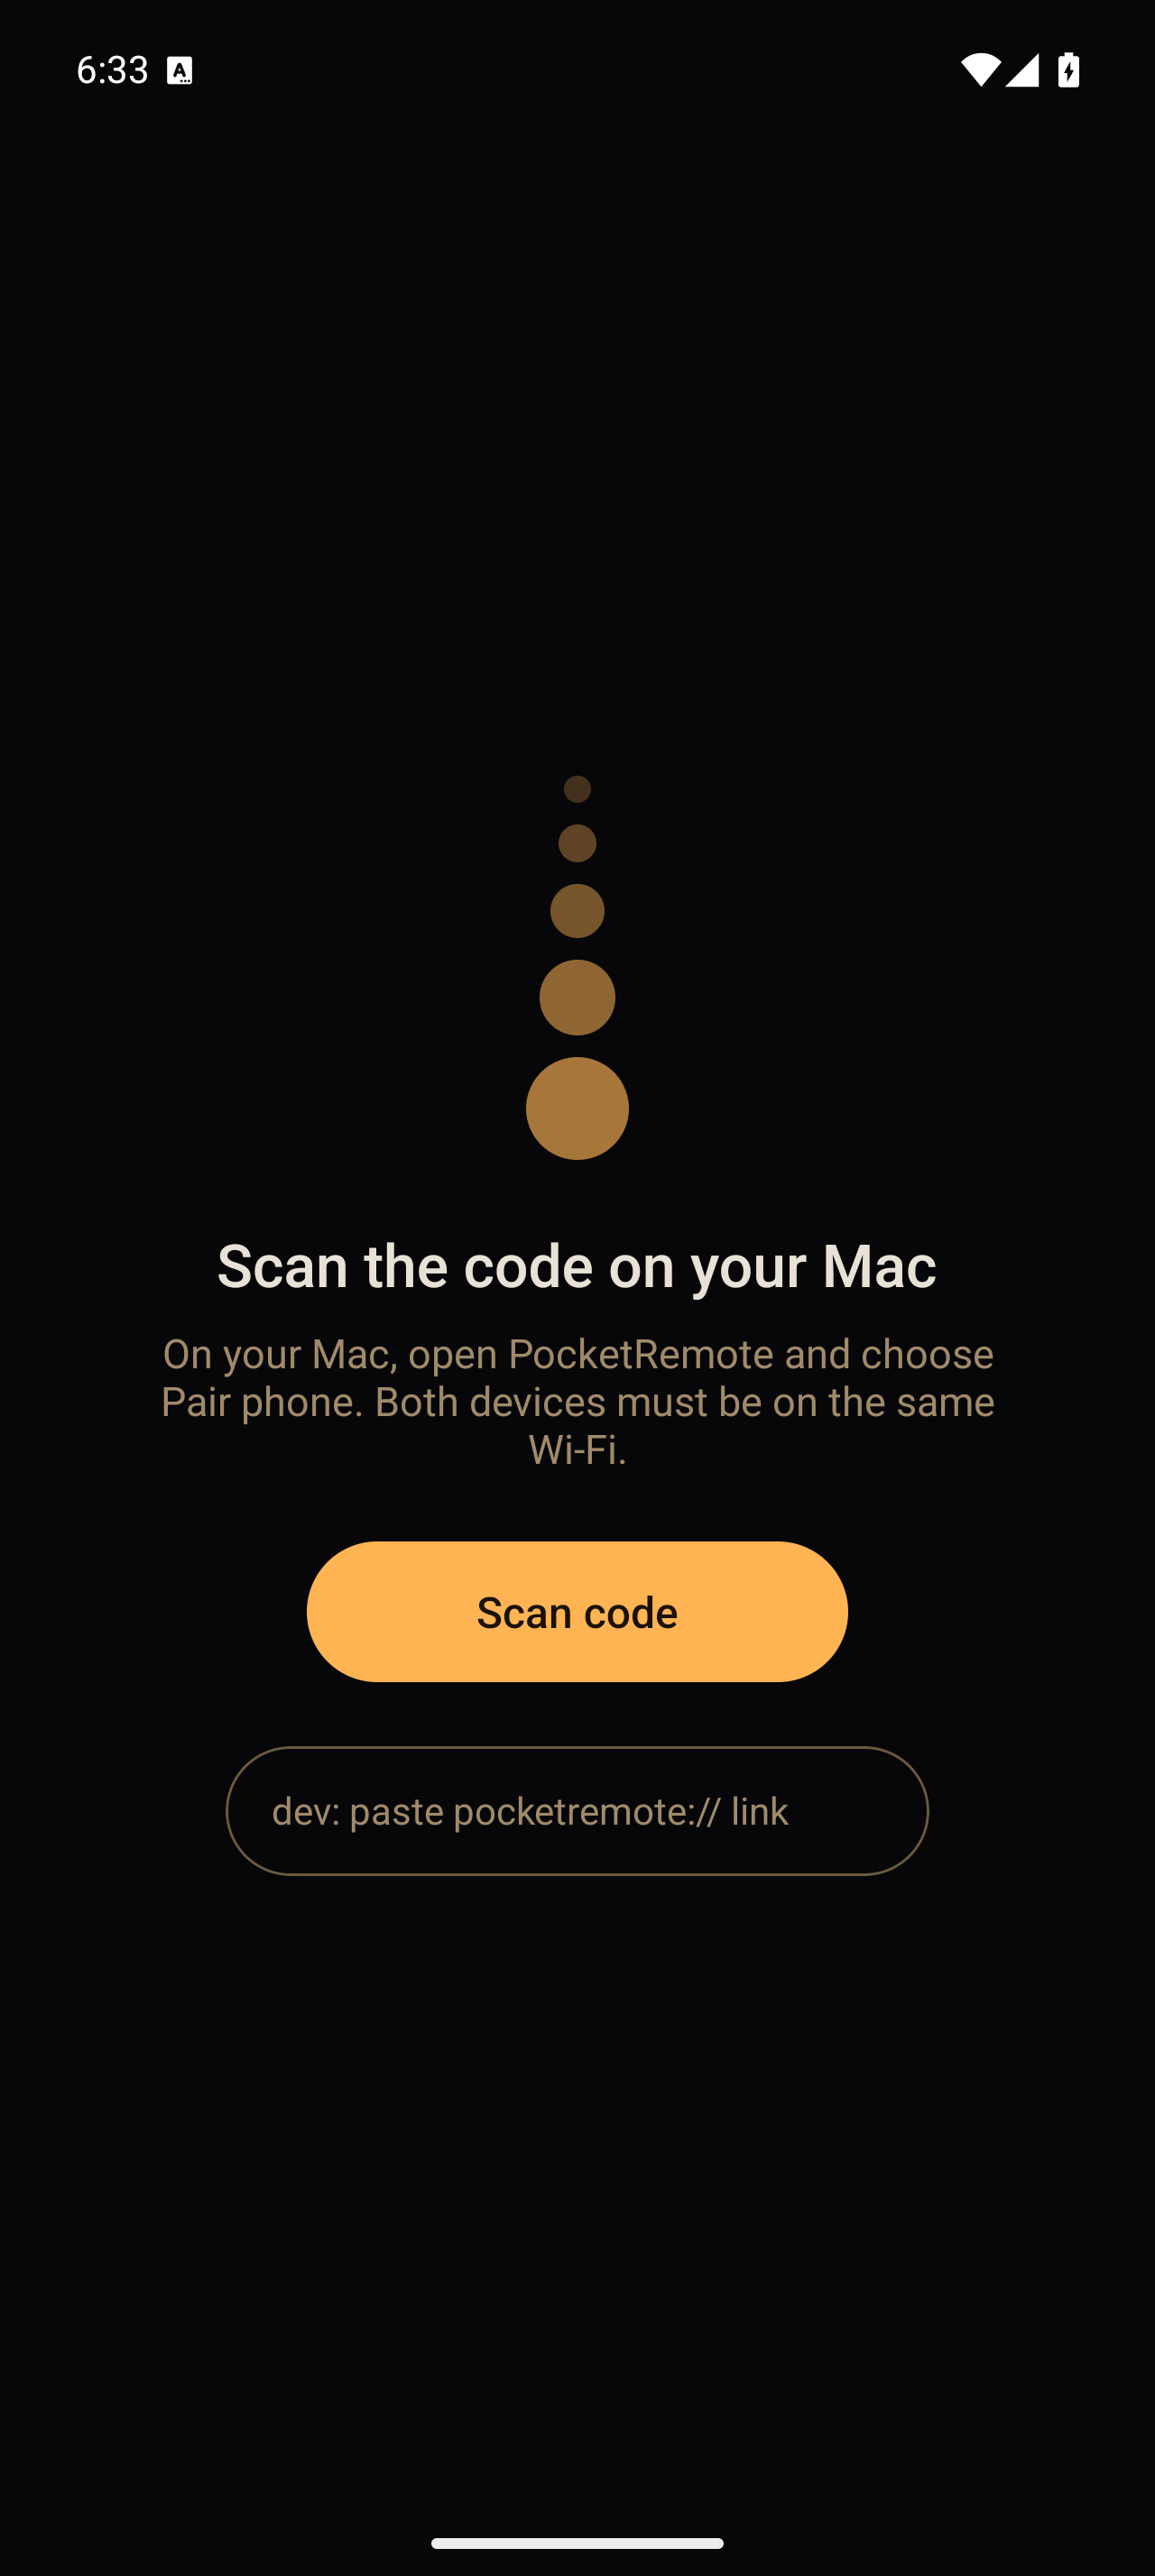 6:33
Scan the code on your Mac
On your Mac, open PocketRemote and choose
Pair phone. Both devices must be on the same
Wi-Fi.
Scan code
dev: paste pocketremote:// link